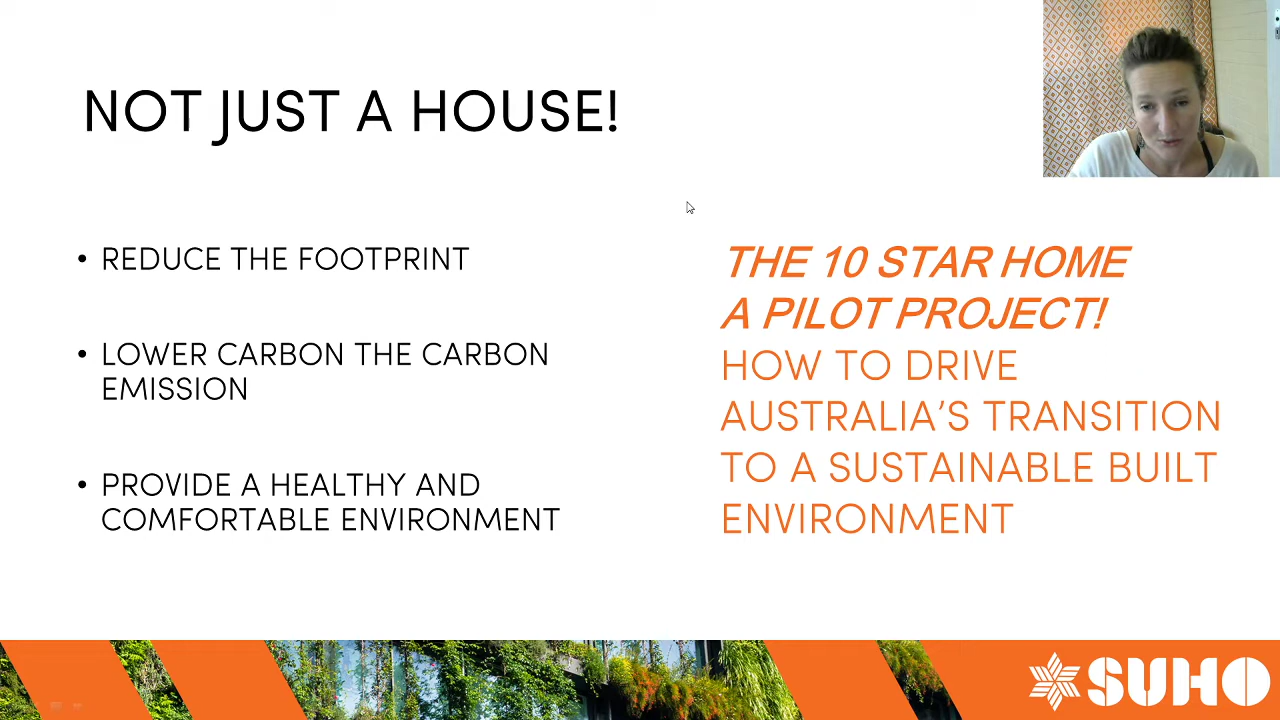 NOT JUST A HOUSE!
• REDUCE THE FOOTPRINT
• LOWER CARBON THE CARBON
EMISSION
• PROVIDE A HEALTHY AND
COMFORTABLE ENVIRONMENT
THE 10 STAR HOME
A PILOT PROJECT!
HOW TO DRIVE
AUSTRALIA’S TRANSITION
TO A SUSTAINABLE BUILT
ENVIRONMENT
SUHO